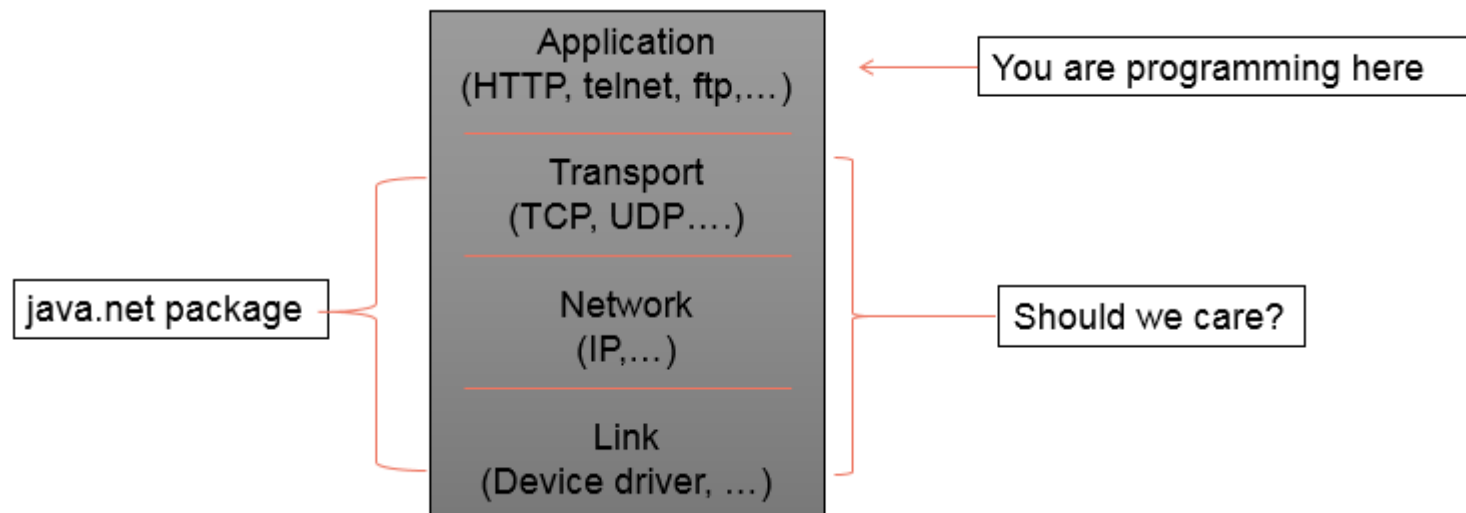 Application
(HTTP, telnet, ftp,…)
You are programming here
Transport
(TCP, UDP….)
java.net package
Network
(IP,…)
Should we care?
Link
(Device driver, …)